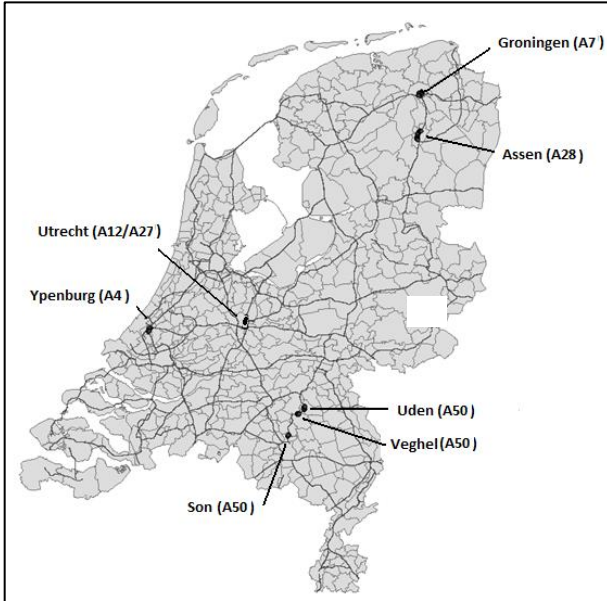 Groningen (A7)
Assen (A28)
Utrecht (A12/A27)
Ypenburg (A4)
Uden (A50)
Veghel (A50)
Son (A50)